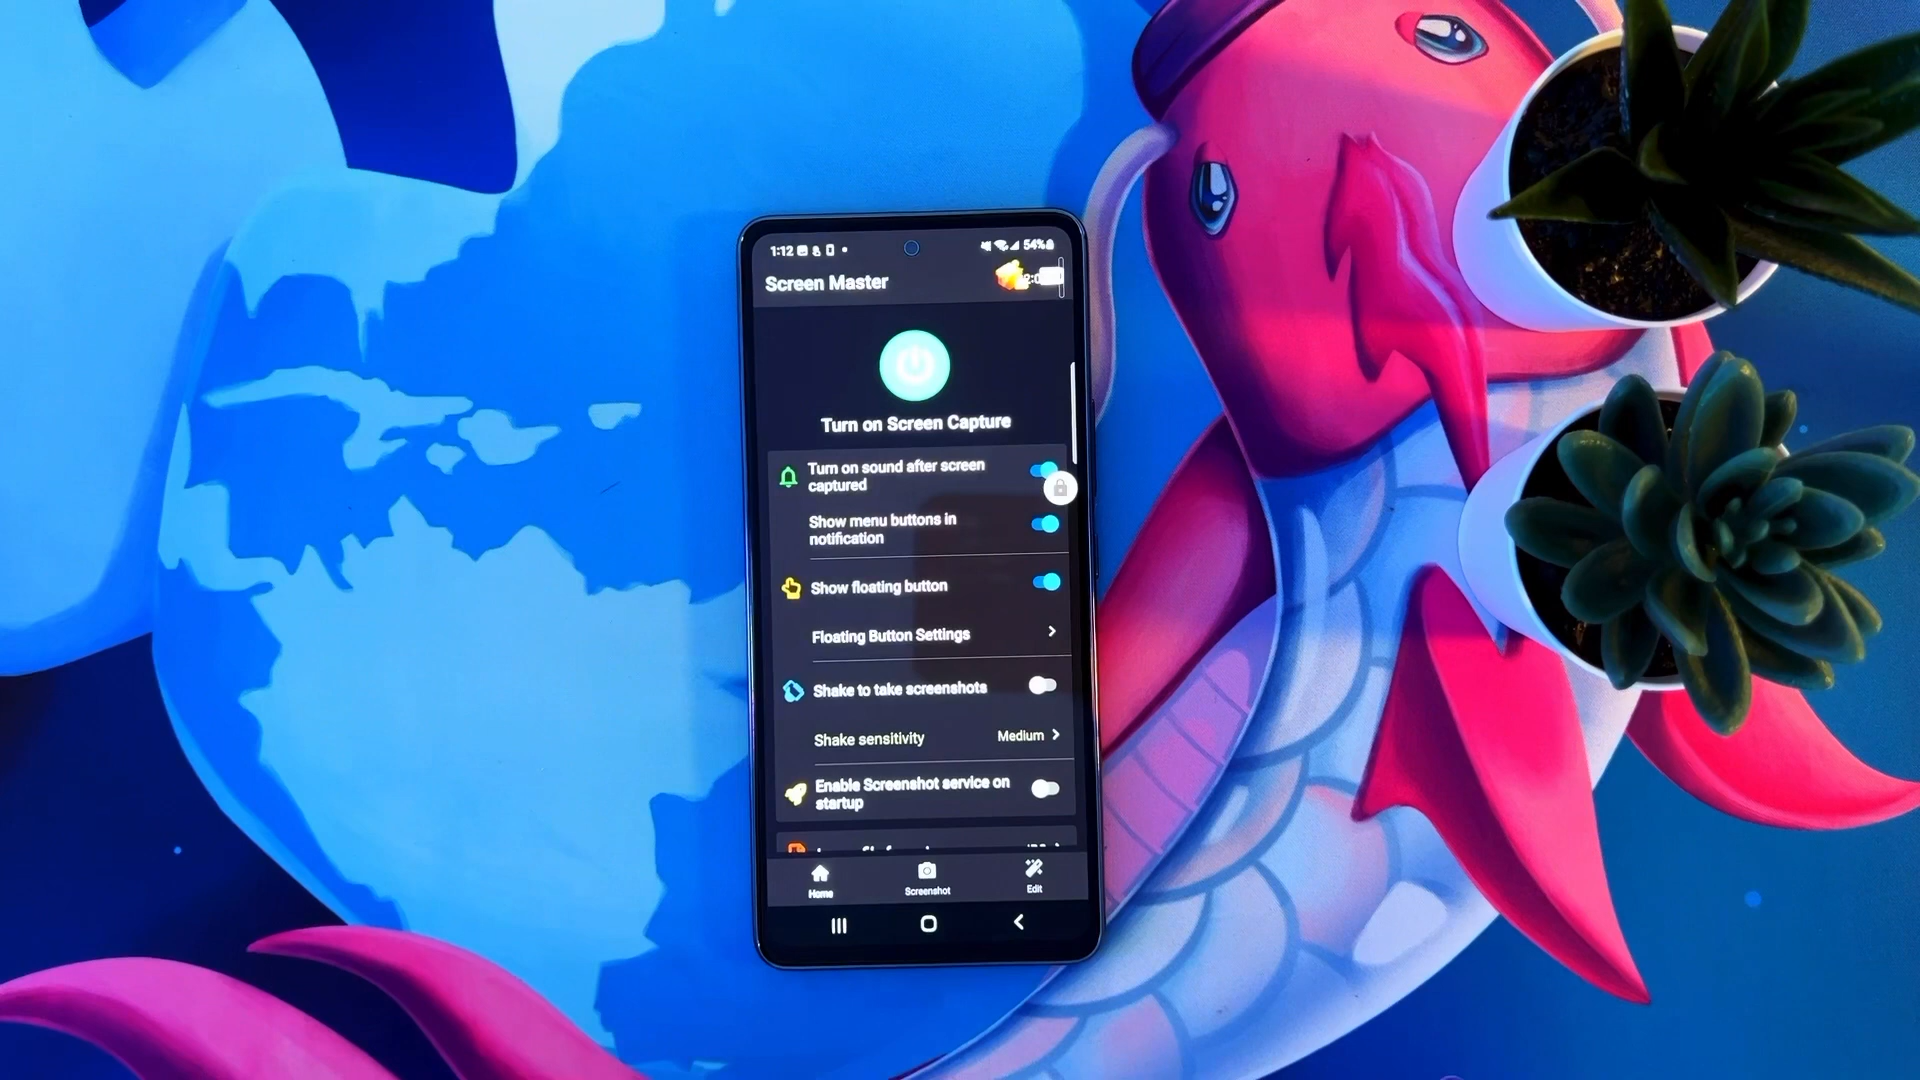 1:12 54%
Screen Master
Turn on Screen Capture
Turn on sound after screen
captured
Show menu buttons in
notification
Show floating button
Floating Button Settings
Shake to take screenshots
Shake sensitivity Medium
Enable Screenshot service on
startup
Home Screenshot Edit